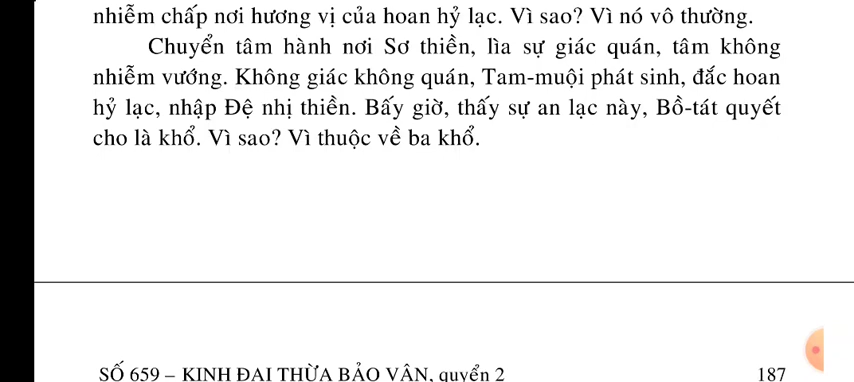 nhiễm chấp nơi hương vị của hoan hỷ lạc. Vì sao? Vì nó vô thường.
Chuyển tâm hành nơi Sơ thiền, lìa sự giác quán, tâm không
nhiễm vướng. Không giác không quán, Tam-muội phát sinh, đắc hoan
hỷ lạc, nhập Đệ nhị thiền. Bấy giờ, thấy sự an lạc này, Bồ-tát quyết
cho là khổ. Vì sao? Vì thuộc về ba khổ.
SỐ 659 – KINH ĐẠI THỪA BẢO VÂN, quyển 2
187